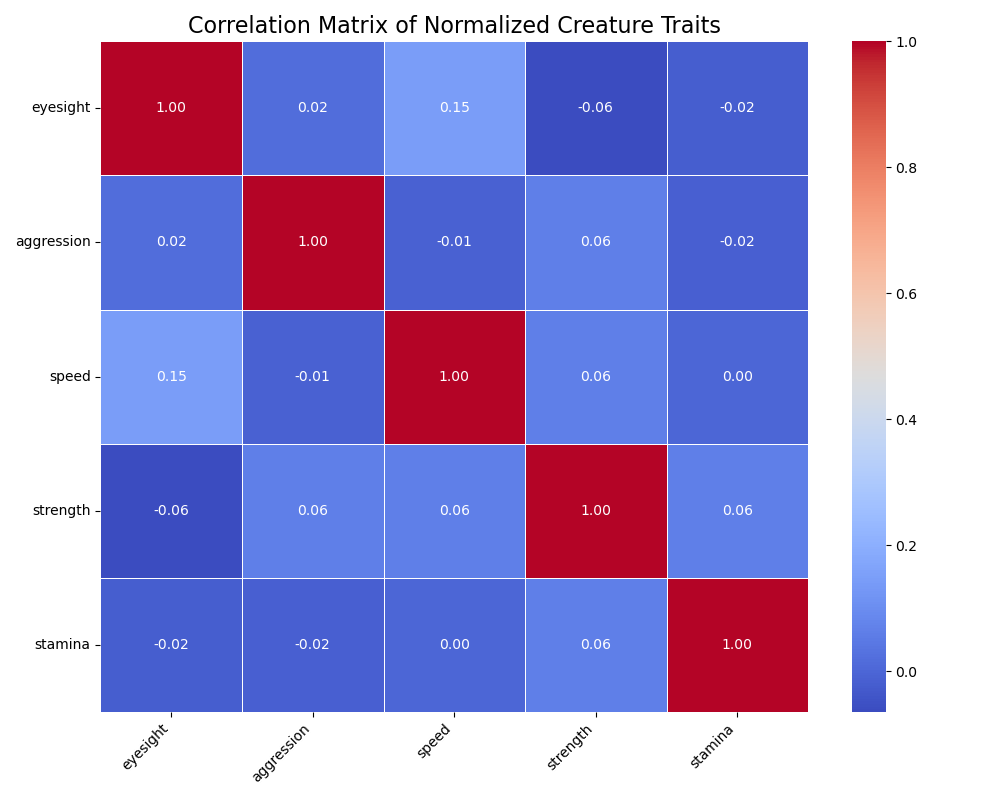 Correlation Matrix of Normalized Creature Traits
eyesight 1.00 0.02 0.15 -0.06 -0.02
aggression 0.02 1.00 -0.01 0.06 -0.02
speed 0.15 -0.01 1.00 0.06 0.00
strength -0.06 0.06 0.06 1.00 0.06
stamina -0.02 -0.02 0.00 0.06 1.00
eyesight aggression speed strength stamina
1.0
0.8
0.6
0.4
0.2
0.0